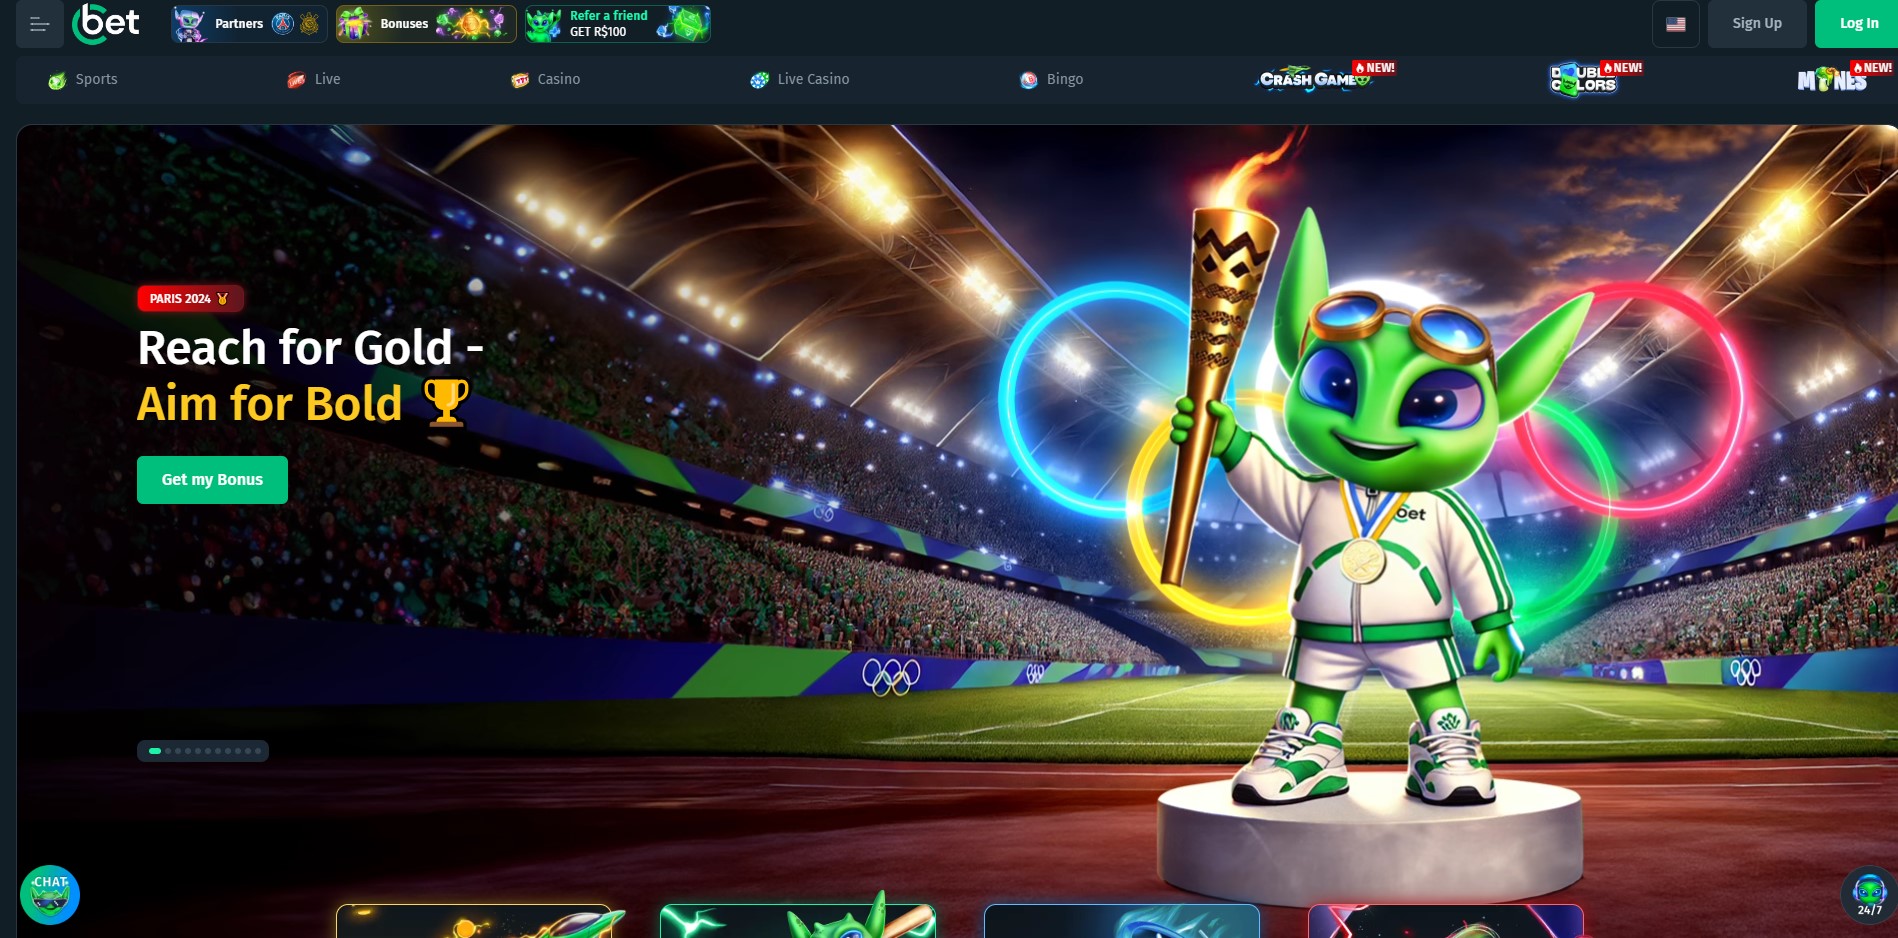 cbet
Partners
Bonuses
Refer a friend
GET R$100
Sign Up
Log In
Sports
Live
Casino
Live Casino
Bingo
CRASH GAME
NEW!
DOUBLE
COLORS
NEW!
MINES
NEW!
PARIS 2024
Reach for Gold -
Aim for Bold
Get my Bonus
cbet
CHAT
24/7